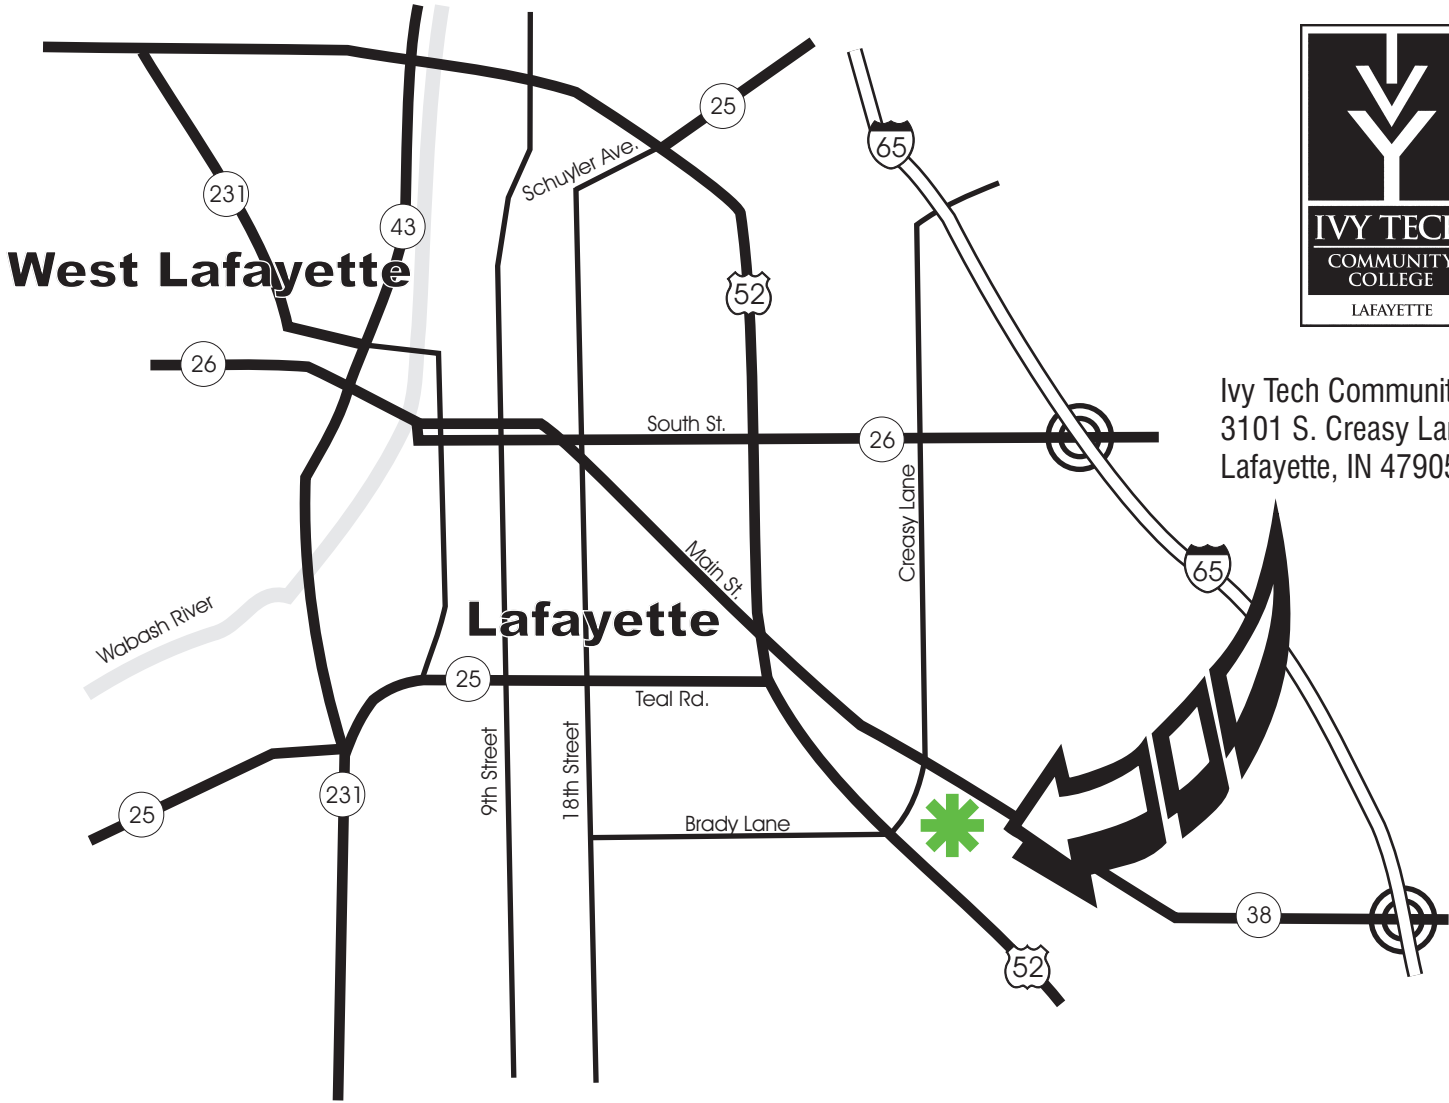 25
65
231
Schuyler Ave.
43
West Lafayette
52
IVY TECH
COMMUNITY
COLLEGE
LAFAYETTE
26
South St.
26
Ivy Tech Communit
3101 S. Creasy Lan
Lafayette, IN 47905
Creasy Lane
Main St.
65
Wabash River
Lafayette
25
Teal Rd.
9th Street
18th Street
231
25
Brady Lane
38
52